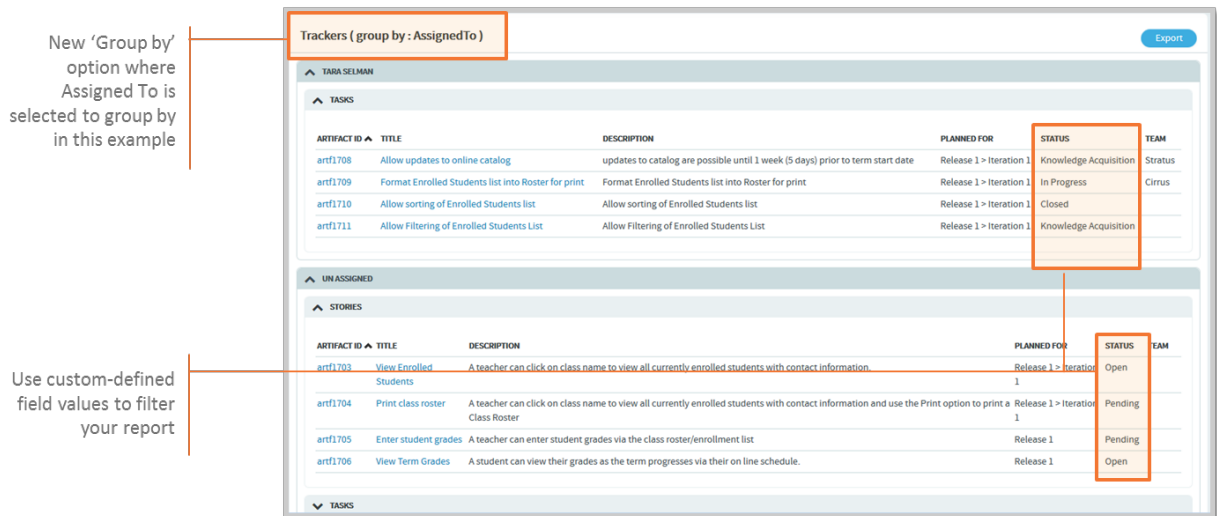 New ‘Group by’
option where
Assigned To is
selected to group by
in this example
Use custom-defined
field values to filter
your report
Trackers ( group by : AssignedTo )
Export
TARA SELMAN
TASKS
ARTIFACT ID TITLE DESCRIPTION PLANNED FOR STATUS TEAM
artf1708 Allow updates to online catalog updates to catalog are possible until 1 week (5 days) prior to term start date Release 1 > Iteration 1 Knowledge Acquisition Stratus
artf1709 Format Enrolled Students list into Roster for print Format Enrolled Students list into Roster for print Release 1 > Iteration 1 In Progress Cirrus
artf1710 Allow sorting of Enrolled Students list Allow sorting of Enrolled Students list Release 1 > Iteration 1 Closed
artf1711 Allow Filtering of Enrolled Students List Allow Filtering of Enrolled Students List Release 1 > Iteration 1 Knowledge Acquisition
UN ASSIGNED
STORIES
ARTIFACT ID TITLE DESCRIPTION PLANNED FOR STATUS TEAM
artf1703 View Enrolled A teacher can click on class name to view all currently enrolled students with contact information. Release 1 > Iteration Open
Students 1
artf1704 Print class roster A teacher can click on class name to view all currently enrolled students with contact information and use the Print option to print a Release 1 > Iteration Pending
Class Roster 1
artf1705 Enter student grades A teacher can enter student grades via the class roster/enrollment list Release 1 Pending
artf1706 View Term Grades A student can view their grades as the term progresses via their on line schedule. Release 1 Open
TASKS